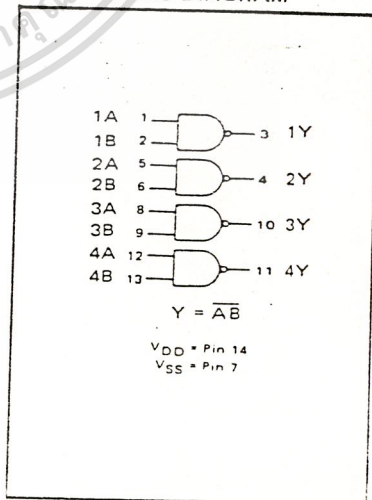 1A 1
1B 2
3 1Y
2A 5
2B 6
4 2Y
3A 8
3B 9
10 3Y
4A 12
4B 13
11 4Y
Y = A̅B̅
VDD = Pin 14
VSS = Pin 7